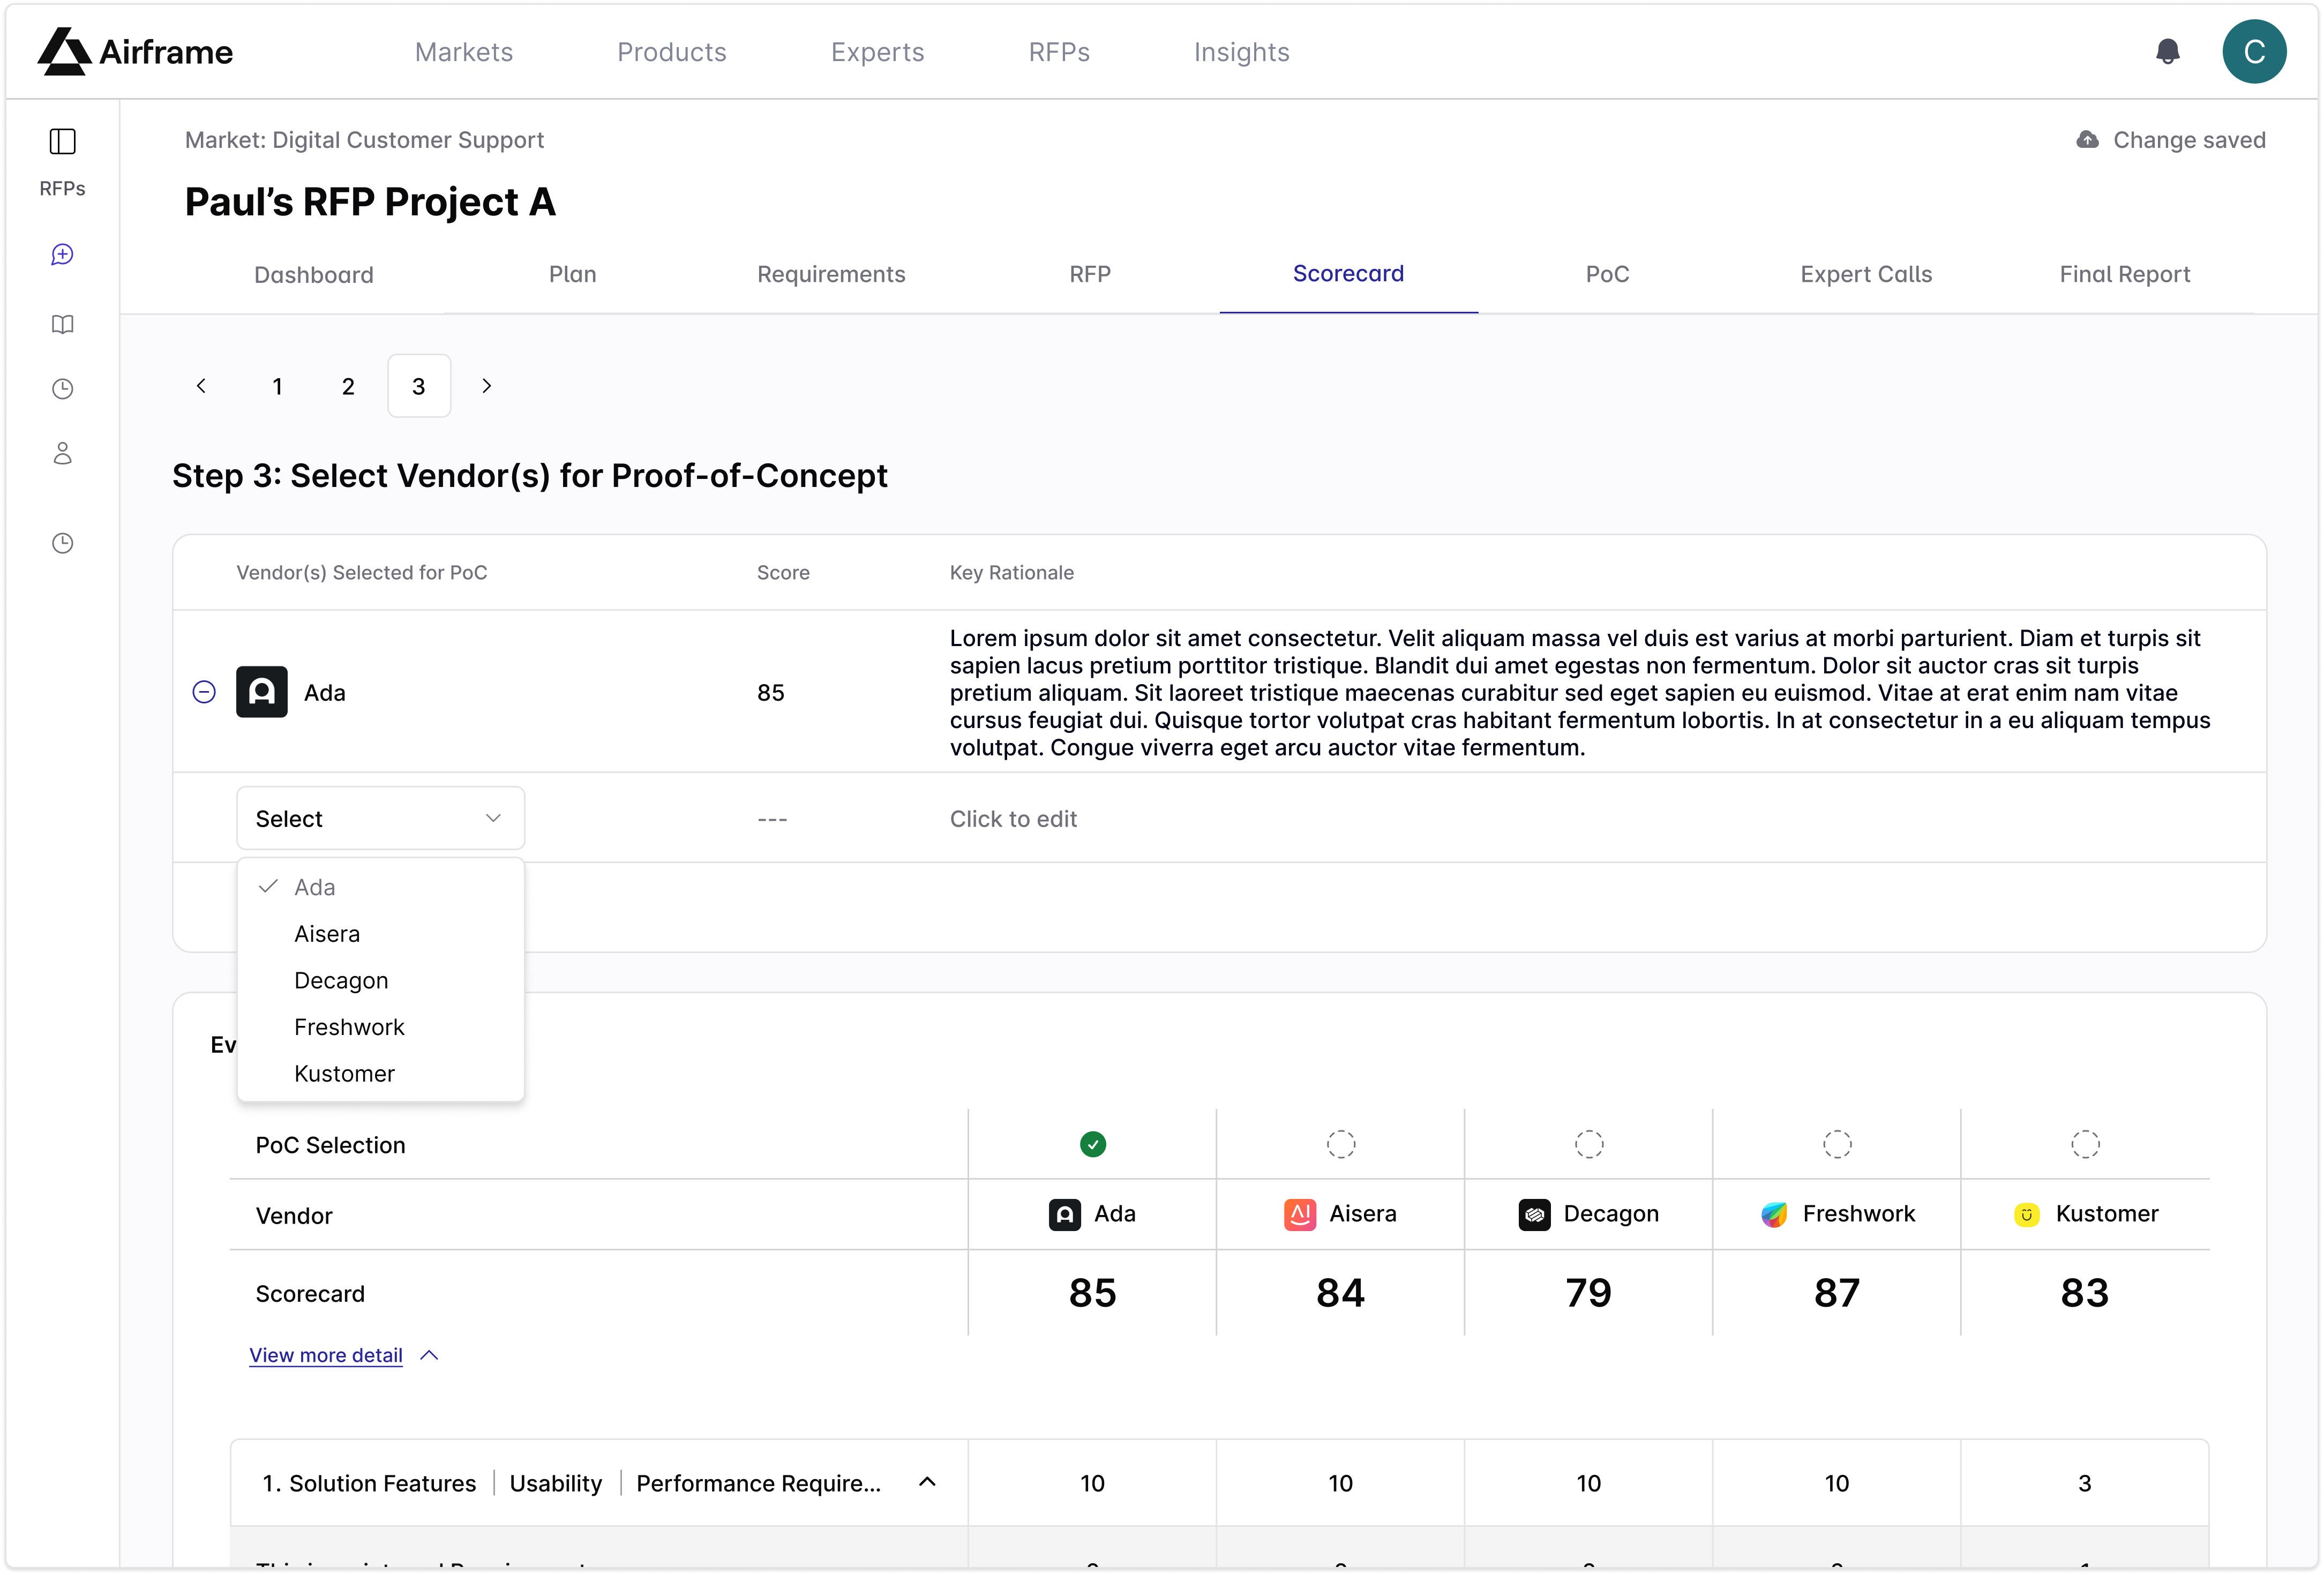 Airframe
Markets Products Experts RFPs Insights
C
RFPs
Market: Digital Customer Support
Change saved
Paul’s RFP Project A
Dashboard Plan Requirements RFP Scorecard PoC Expert Calls Final Report
1 2 3
Step 3: Select Vendor(s) for Proof-of-Concept
Vendor(s) Selected for PoC Score Key Rationale
Ada 85
Lorem ipsum dolor sit amet consectetur. Velit aliquam massa vel duis est varius at morbi parturient. Diam et turpis sit
sapien lacus pretium porttitor tristique. Blandit dui amet egestas non fermentum. Dolor sit auctor cras sit turpis
pretium aliquam. Sit laoreet tristique maecenas curabitur sed eget sapien eu euismod. Vitae at erat enim nam vitae
cursus feugiat dui. Quisque tortor volutpat cras habitant fermentum lobortis. In at consectetur in a eu aliquam tempus
volutpat. Congue viverra eget arcu auctor vitae fermentum.
Select --- Click to edit
Ada
Aisera
Decagon
Freshwork
Kustomer
PoC Selection
Vendor Ada Aisera Decagon Freshwork Kustomer
Scorecard 85 84 79 87 83
View more detail
1. Solution Features | Usability | Performance Require... 10 10 10 10 3